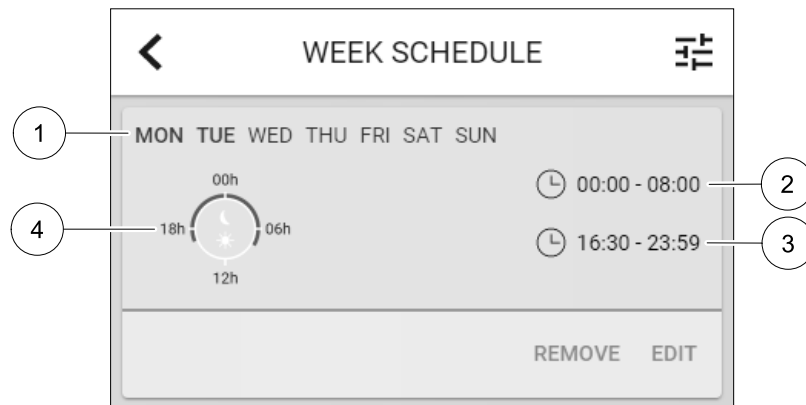 WEEK SCHEDULE
1
MON TUE WED THU FRI SAT SUN
00h
00:00 - 08:00
2
4
18h
06h
16:30 - 23:59
3
12h
REMOVE EDIT